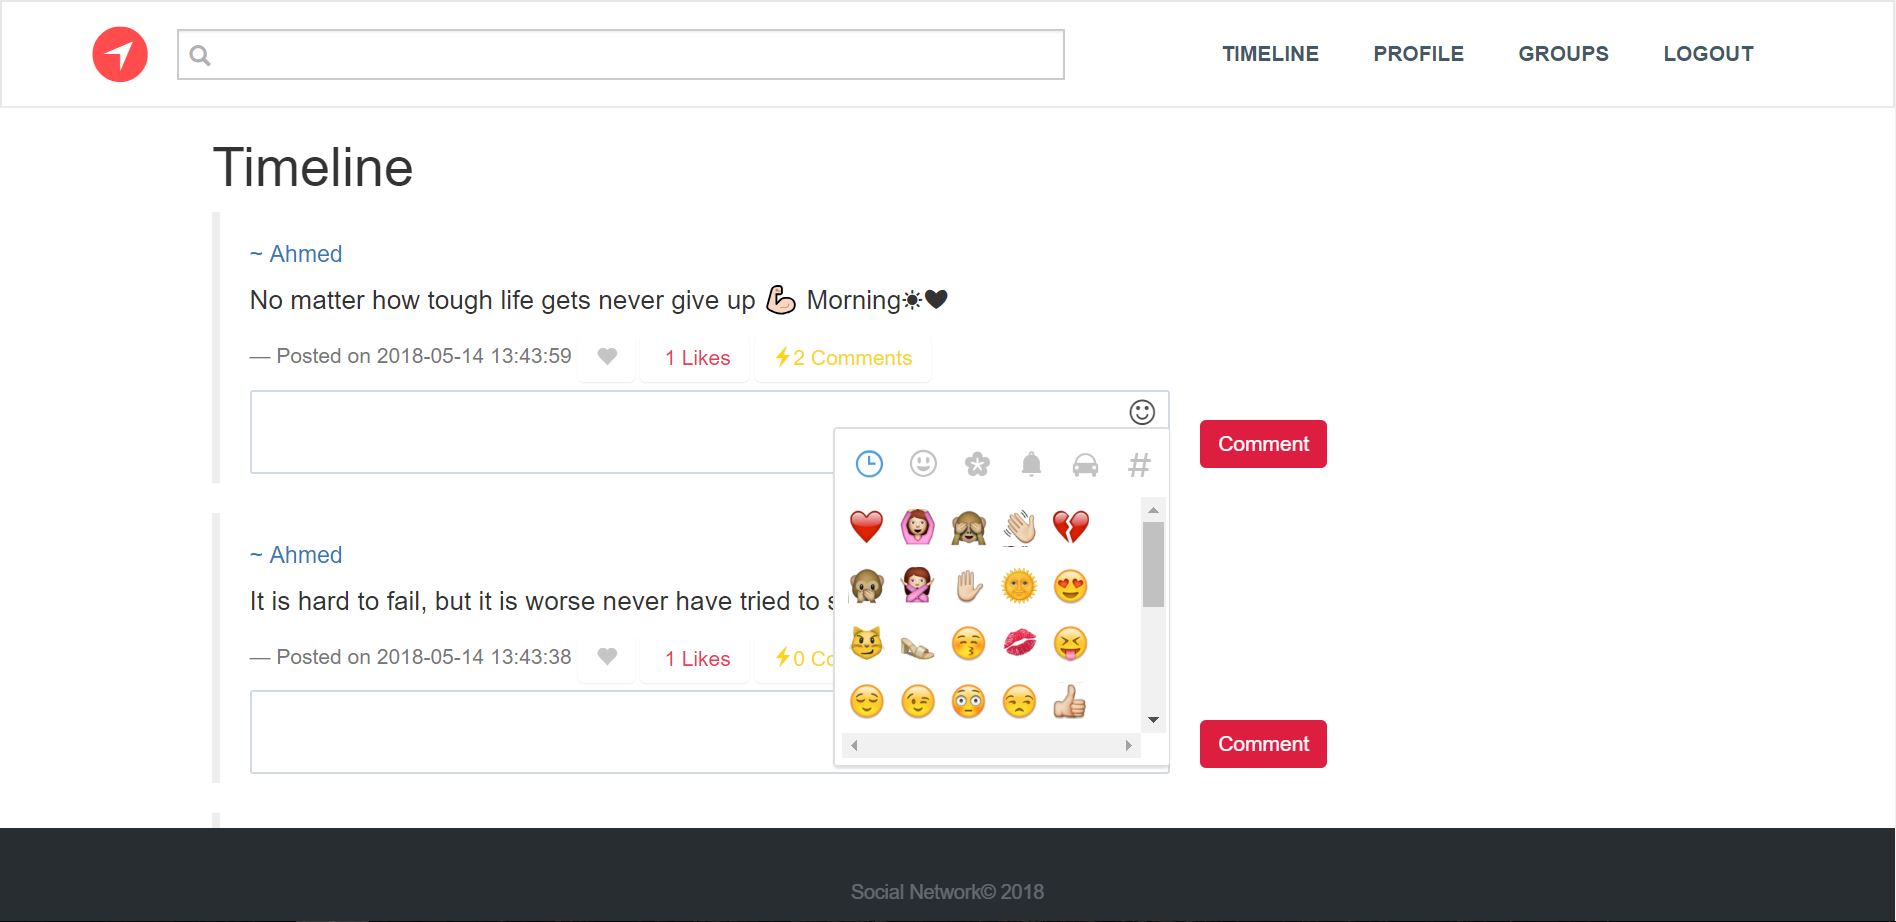 TIMELINE PROFILE GROUPS LOGOUT
Timeline
~ Ahmed
No matter how tough life gets never give up 💪🏻 Morning☀❤
— Posted on 2018-05-14 13:43:59 1 Likes ⚡2 Comments
Comment
~ Ahmed
It is hard to fail, but it is worse never have tried to
— Posted on 2018-05-14 13:43:38 1 Likes ⚡0
Comment
Social Network© 2018